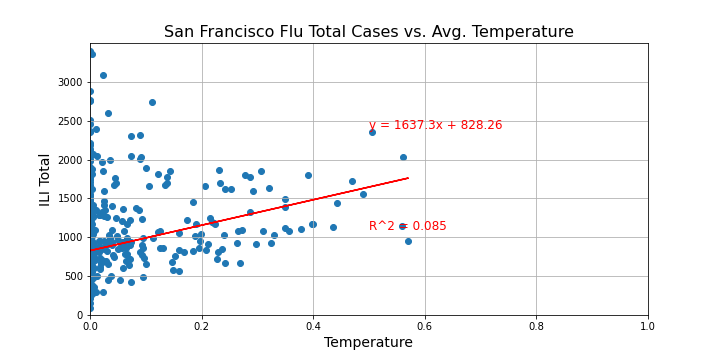 San Francisco Flu Total Cases vs. Avg. Temperature
ILI Total
3000
2500
2000
1500
1000
500
0
y = 1637.3x + 828.26
R^2 = 0.085
0.0 0.2 0.4 0.6 0.8 1.0
Temperature